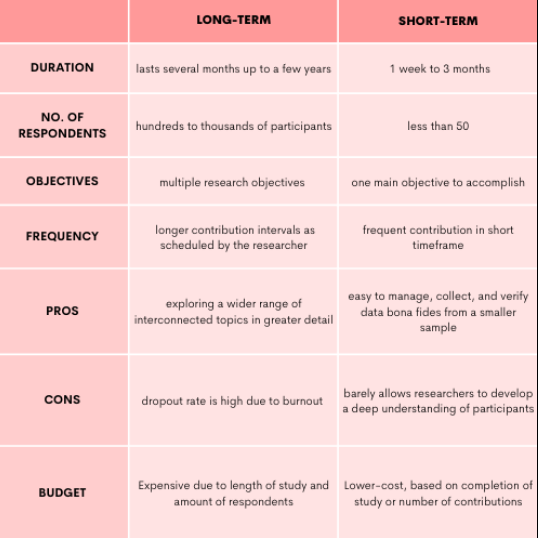 LONG-TERM
SHORT-TERM
DURATION
lasts several months up to a few years
1 week to 3 months
NO. OF
RESPONDENTS
hundreds to thousands of participants
less than 50
OBJECTIVES
multiple research objectives
one main objective to accomplish
FREQUENCY
longer contribution intervals as
scheduled by the researcher
frequent contribution in short
timeframe
PROS
exploring a wider range of
interconnected topics in greater detail
easy to manage, collect, and verify
data bona fides from a smaller
sample
CONS
dropout rate is high due to burnout
barely allows researchers to develop
a deep understanding of participants
BUDGET
Expensive due to length of study and
amount of respondents
Lower-cost, based on completion of
study or number of contributions